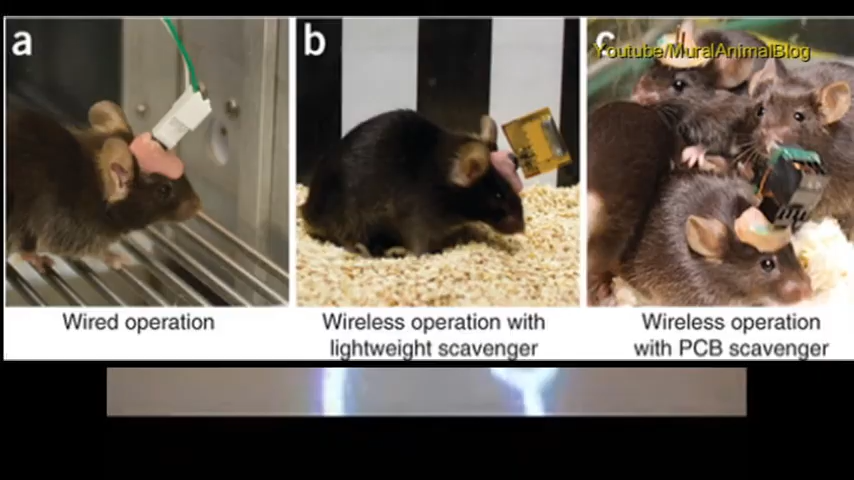 a
b
c
Youtube/MuralAnimalBlog
Wired operation
Wireless operation with
lightweight scavenger
Wireless operation
with PCB scavenger